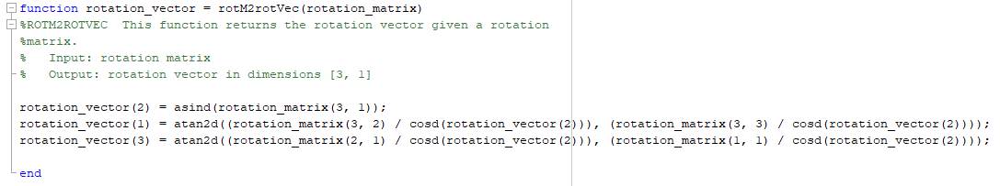 function rotation_vector = rotM2rotVec(rotation_matrix)
%ROTM2ROTVEC  This function returns the rotation vector given a rotation
%matrix.
%   Input: rotation matrix
%   Output: rotation vector in dimensions [3, 1]
rotation_vector(2) = asind(rotation_matrix(3, 1));
rotation_vector(1) = atan2d((rotation_matrix(3, 2) / cosd(rotation_vector(2))), (rotation_matrix(3, 3) / cosd(rotation_vector(2))));
rotation_vector(3) = atan2d((rotation_matrix(2, 1) / cosd(rotation_vector(2))), (rotation_matrix(1, 1) / cosd(rotation_vector(2))));
end